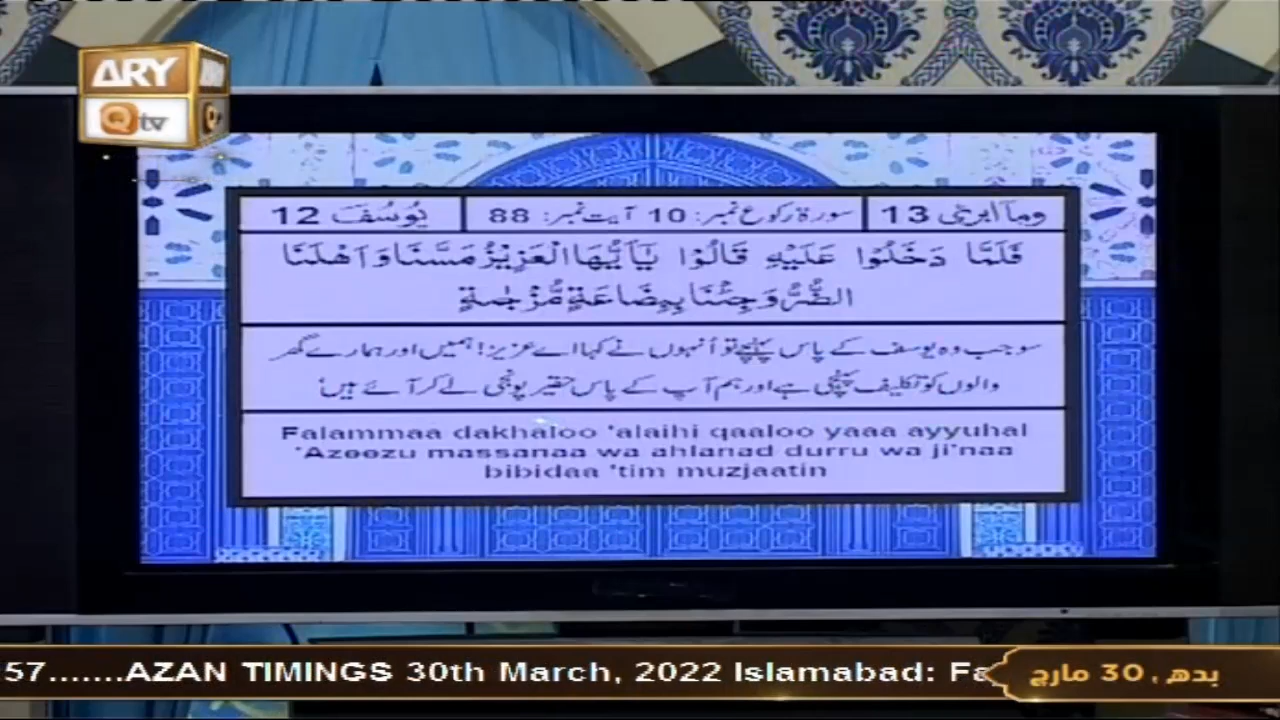 ARY
Qtv
وما ابرئ 13
سورۃ رکوع نمبر: 10 آیت نمبر: 88
یُوسُفَ 12
فَلَمَّا دَخَلُوْا عَلَیْهِ قَالُوْا یٰۤاَیُّهَا الْعَزِیْزُ مَسَّنَا وَ اَهْلَنَا
الضُّرُّ وَ جِئْنَا بِبِضَاعَةٍ مُّزْجٰىةٍ
سو جب وہ یوسف کے پاس پہنچے تو اُنہوں نے کہا اے عزیز! ہمیں اور ہمارے گھر
والوں کو تکلیف پہنچی ہے اور ہم آپ کے پاس حقیر پونجی لے کر آئے ہیں'
Falammaa dakhaloo 'alaihi qaaloo yaaa ayyuhal
'Azeezu massanaa wa ahlanad durru wa ji'naa
bibidaa 'tim muzjaatin
57.......AZAN TIMINGS 30th March, 2022 Islamabad: Fa
بدھ , 30 مارچ